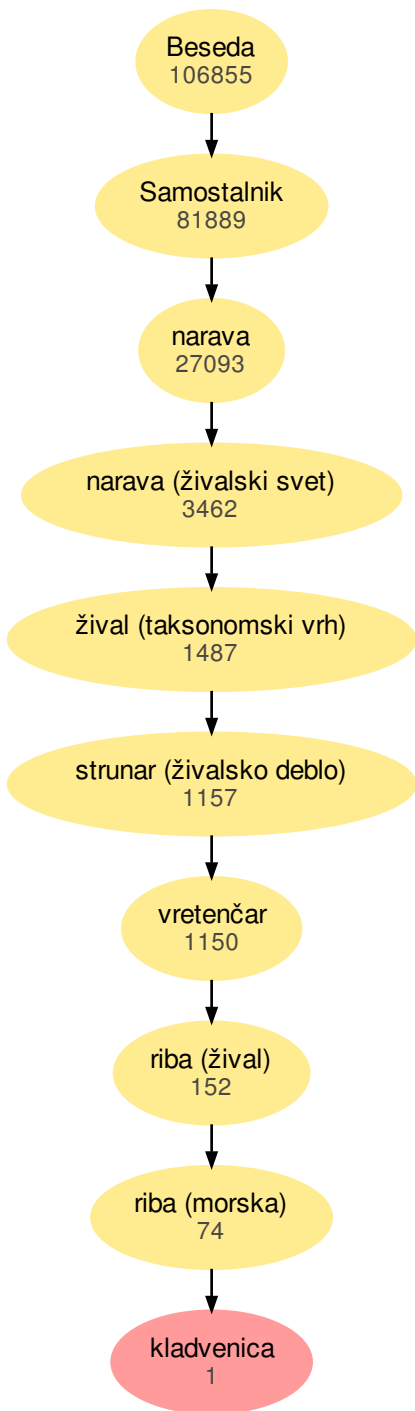 Beseda
106855
Samostalnik
81889
narava
27093
narava (živalski svet)
3462
žival (taksonomski vrh)
1487
strunar (živalsko deblo)
1157
vretenčar
1150
riba (žival)
152
riba (morska)
74
kladvenica
1